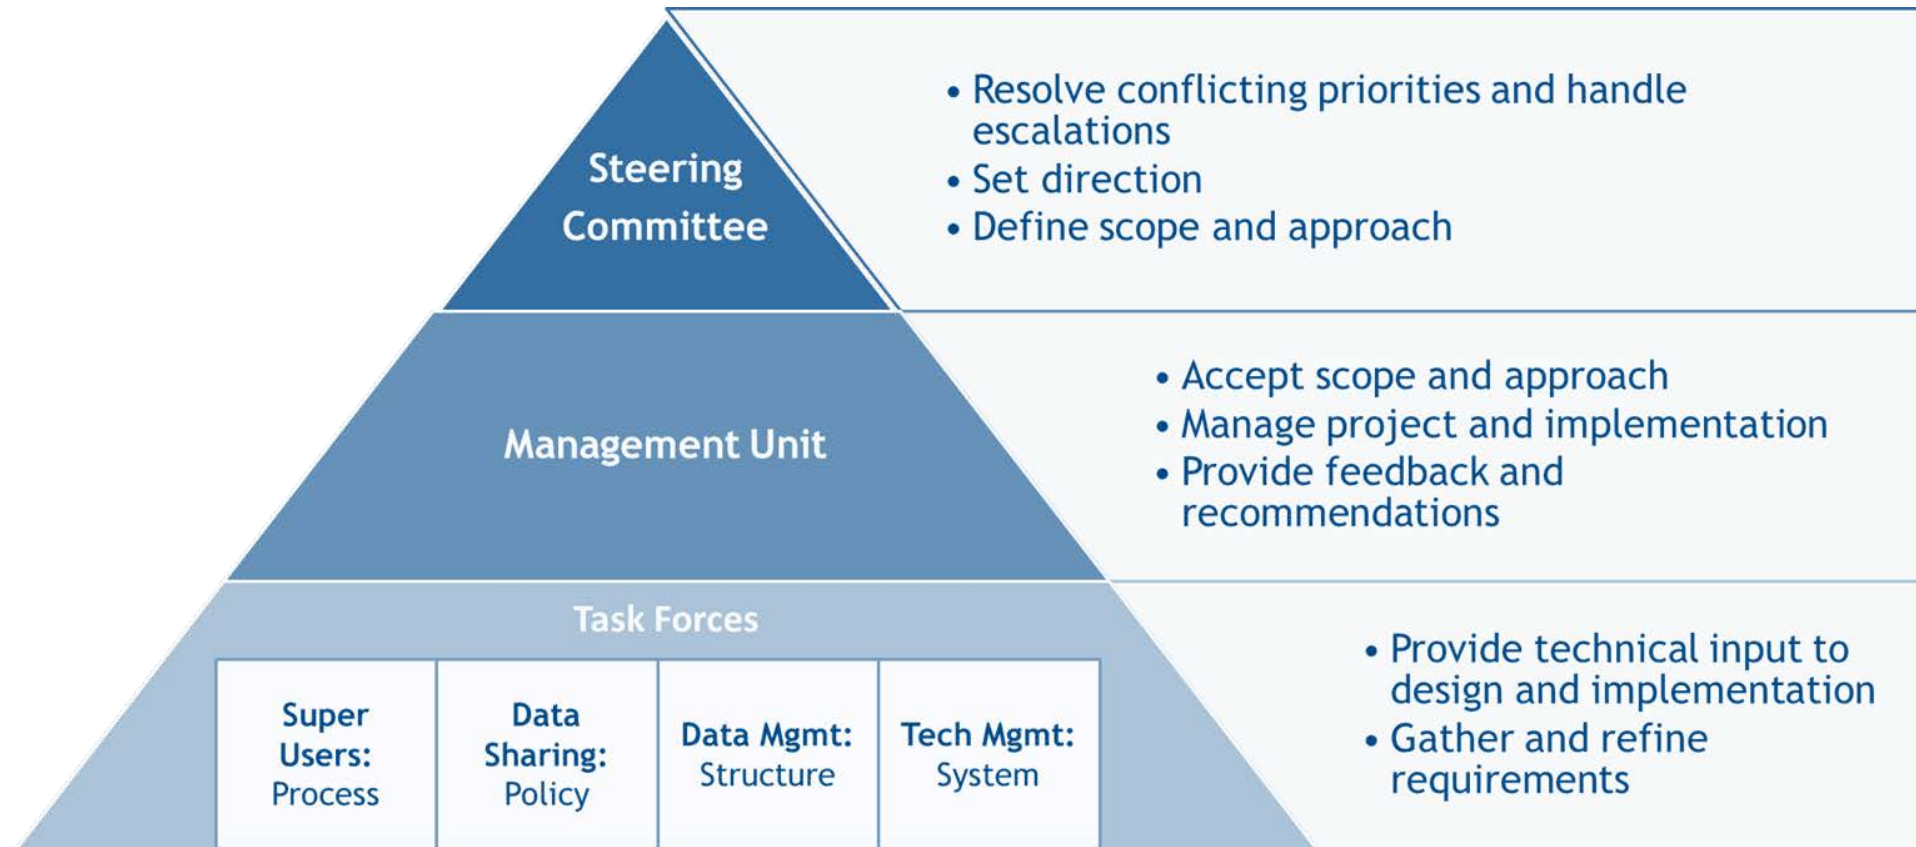 Steering
Committee
• Resolve conflicting priorities and handle
escalations
• Set direction
• Define scope and approach
Management Unit
• Accept scope and approach
• Manage project and implementation
• Provide feedback and
recommendations
Task Forces
Super
Users:
Process
Data
Sharing:
Policy
Data Mgmt:
Structure
Tech Mgmt:
System
• Provide technical input to
design and implementation
• Gather and refine
requirements